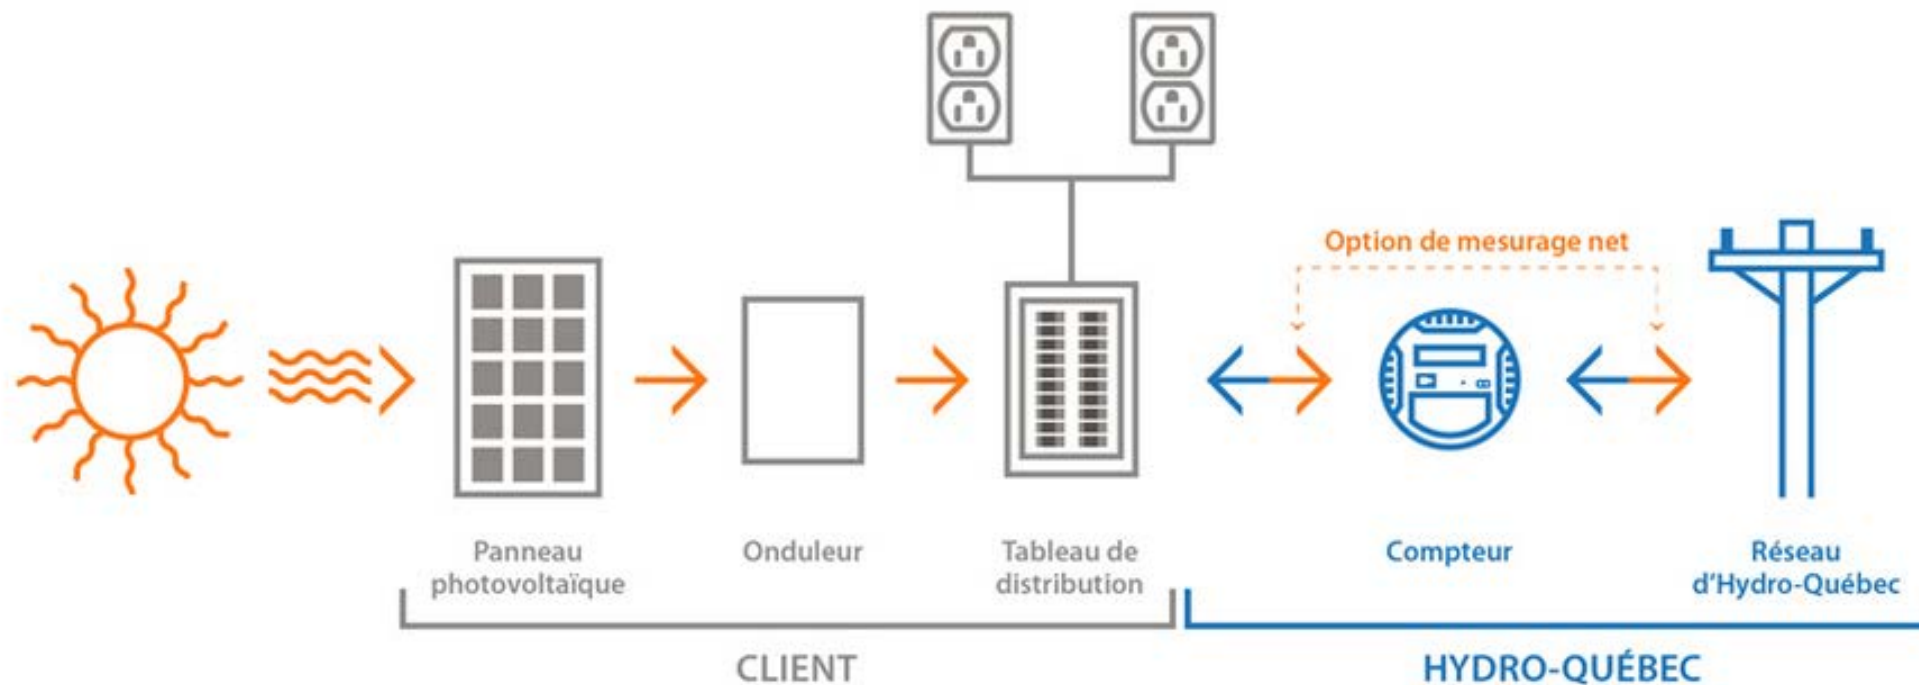 Option de mesurage net
Panneau
photovoltaïque
Onduleur
Tableau de
distribution
Compteur
Réseau
d'Hydro-Québec
CLIENT
HYDRO-QUÉBEC